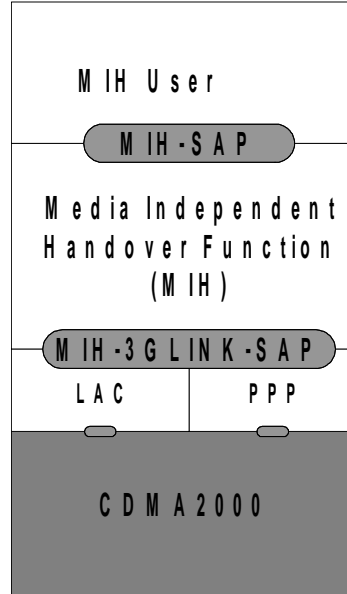 MIH User
MIH-SAP
Media Independent
Handover Function
(MIH)
MIH-3GLINK-SAP
LAC PPP
CDMA2000